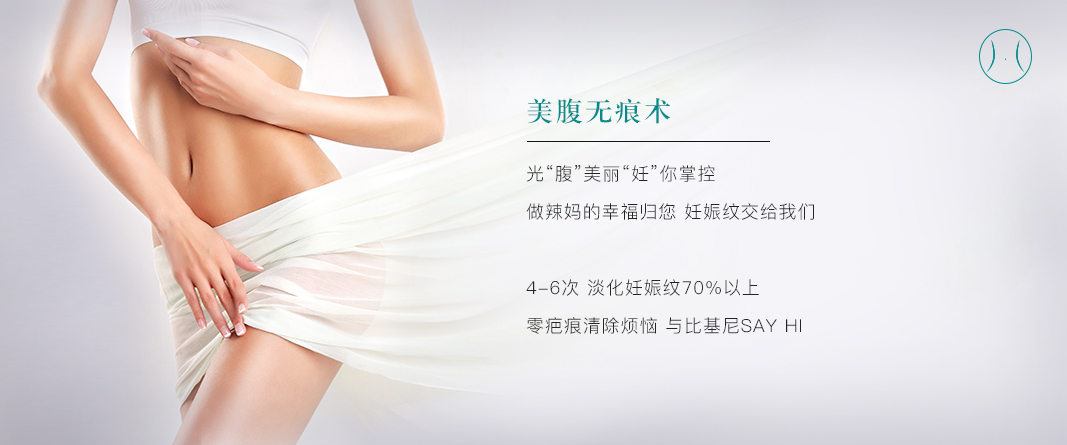 美腹无痕术
光“腹”美丽“妊”你掌控
做辣妈的幸福归您 妊娠纹交给我们
4-6次 淡化妊娠纹70%以上
零疤痕清除烦恼 与比基尼SAY HI